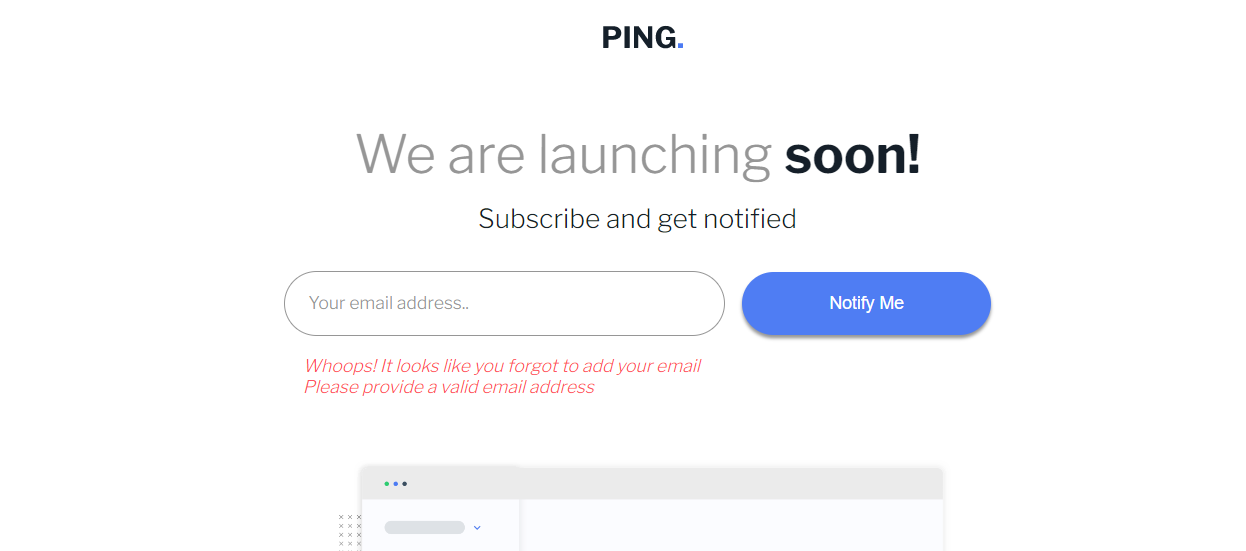 PING.
We are launching soon!
Subscribe and get notified
Your email address..
Notify Me
Whoops! It looks like you forgot to add your email
Please provide a valid email address